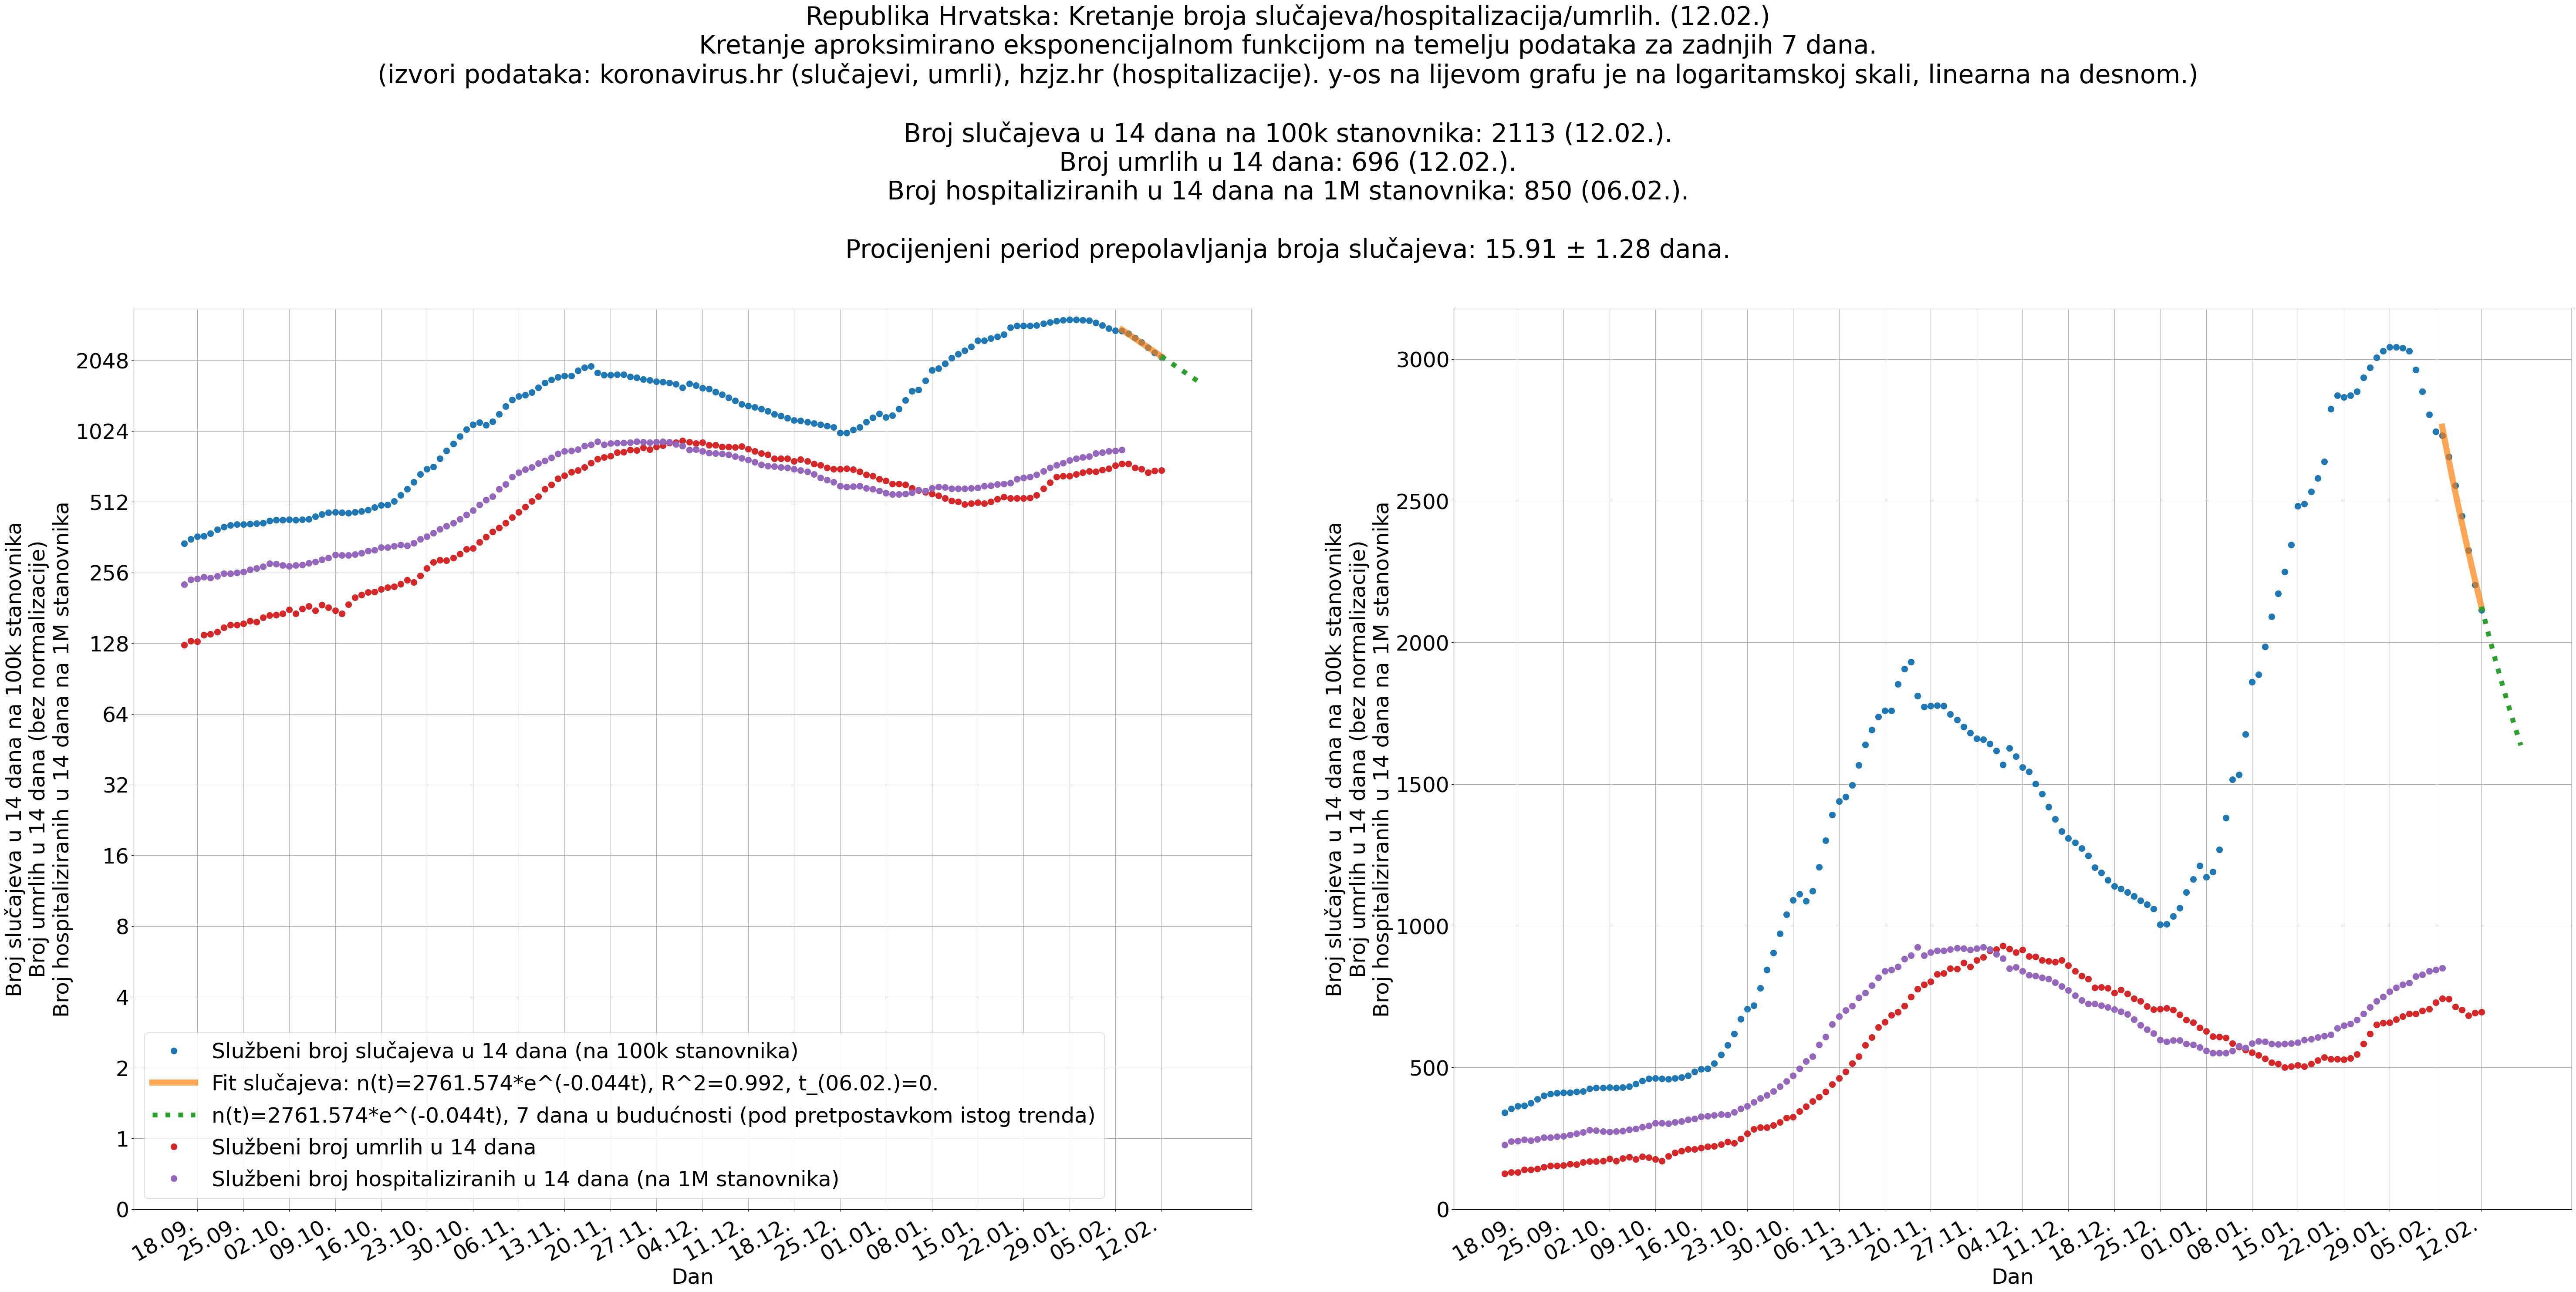 Republika Hrvatska: Kretanje broja slučajeva/hospitalizacija/umrlih. (12.02.)
Kretanje aproksimirano eksponencijalnom funkcijom na temelju podataka za zadnjih 7 dana.
(izvori podataka: koronavirus.hr (slučajevi, umrli), hzjz.hr (hospitalizacije). y-os na lijevom grafu je na logaritamskoj skali, linearna na desnom.)
Broj slučajeva u 14 dana na 100k stanovnika: 2113 (12.02.).
Broj umrlih u 14 dana: 696 (12.02.).
Broj hospitaliziranih u 14 dana na 1M stanovnika: 850 (06.02.).
Procijenjeni period prepolavljanja broja slučajeva: 15.91 ± 1.28 dana.
Broj slučajeva u 14 dana na 100k stanovnika
Broj umrlih u 14 dana (bez normalizacije)
Broj hospitaliziranih u 14 dana na 1M stanovnika
2048
1024
512
256
128
64
32
16
8
4
2
1
0
Službeni broj slučajeva u 14 dana (na 100k stanovnika)
Fit slučajeva: n(t)=2761.574*e^(-0.044t), R^2=0.992, t_(06.02.)=0.
n(t)=2761.574*e^(-0.044t), 7 dana u budućnosti (pod pretpostavkom istog trenda)
Službeni broj umrlih u 14 dana
Službeni broj hospitaliziranih u 14 dana (na 1M stanovnika)
18.09. 25.09. 02.10. 09.10. 16.10. 23.10. 30.10. 06.11. 13.11. 20.11. 27.11. 04.12. 11.12. 18.12. 25.12. 01.01. 08.01. 15.01. 22.01. 29.01. 05.02. 12.02.
Dan
Broj slučajeva u 14 dana na 100k stanovnika
Broj umrlih u 14 dana (bez normalizacije)
Broj hospitaliziranih u 14 dana na 1M stanovnika
3000
2500
2000
1500
1000
500
0
18.09. 25.09. 02.10. 09.10. 16.10. 23.10. 30.10. 06.11. 13.11. 20.11. 27.11. 04.12. 11.12. 18.12. 25.12. 01.01. 08.01. 15.01. 22.01. 29.01. 05.02. 12.02.
Dan